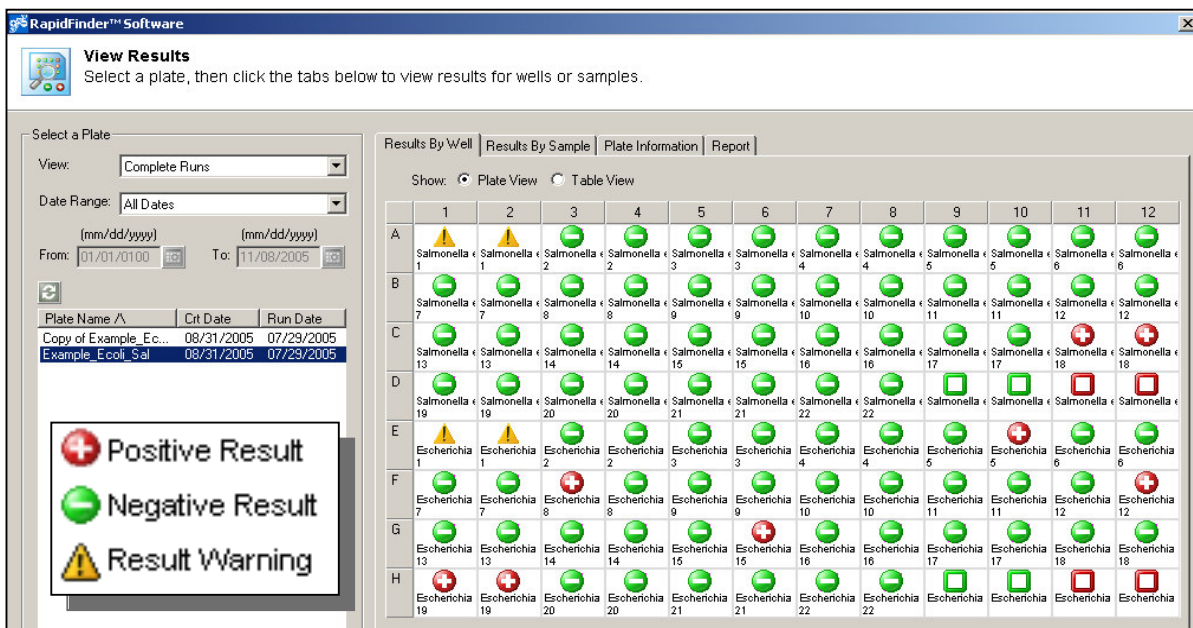 RapidFinder™ Software
View Results
Select a plate, then click the tabs below to view results for wells or samples.
Select a Plate
View: Complete Runs
Date Range: All Dates
(mm/dd/yyyy) (mm/dd/yyyy)
From: 01/01/0100 To: 11/08/2005
Plate Name /\ Crt Date Run Date
Copy of Example_Ec... 08/31/2005 07/29/2005
Example_Ecoli_Sal 08/31/2005 07/29/2005
Positive Result
Negative Result
Result Warning
Results By Well Results By Sample Plate Information Report
Show: Plate View Table View
1 2 3 4 5 6 7 8 9 10 11 12
A
Salmonella e Salmonella e Salmonella e Salmonella e Salmonella e Salmonella e Salmonella e Salmonella e Salmonella e Salmonella e Salmonella e Salmonella e
1 1 2 2 3 3 4 4 5 5 6 6
B
Salmonella e Salmonella e Salmonella e Salmonella e Salmonella e Salmonella e Salmonella e Salmonella e Salmonella e Salmonella e Salmonella e Salmonella e
7 7 8 8 9 9 10 10 11 11 12 12
C
Salmonella e Salmonella e Salmonella e Salmonella e Salmonella e Salmonella e Salmonella e Salmonella e Salmonella e Salmonella e Salmonella e Salmonella e
13 13 14 14 15 15 16 16 17 17 18 18
D
Salmonella e Salmonella e Salmonella e Salmonella e Salmonella e Salmonella e Salmonella e Salmonella e Salmonella e Salmonella e Salmonella e Salmonella e
19 19 20 20 21 21 22 22
E
Escherichia Escherichia Escherichia Escherichia Escherichia Escherichia Escherichia Escherichia Escherichia Escherichia Escherichia Escherichia
1 1 2 2 3 3 4 4 5 5 6 6
F
Escherichia Escherichia Escherichia Escherichia Escherichia Escherichia Escherichia Escherichia Escherichia Escherichia Escherichia Escherichia
7 7 8 8 9 9 10 10 11 11 12 12
G
Escherichia Escherichia Escherichia Escherichia Escherichia Escherichia Escherichia Escherichia Escherichia Escherichia Escherichia Escherichia
13 13 14 14 15 15 16 16 17 17 18 18
H
Escherichia Escherichia Escherichia Escherichia Escherichia Escherichia Escherichia Escherichia Escherichia Escherichia Escherichia Escherichia
19 19 20 20 21 21 22 22